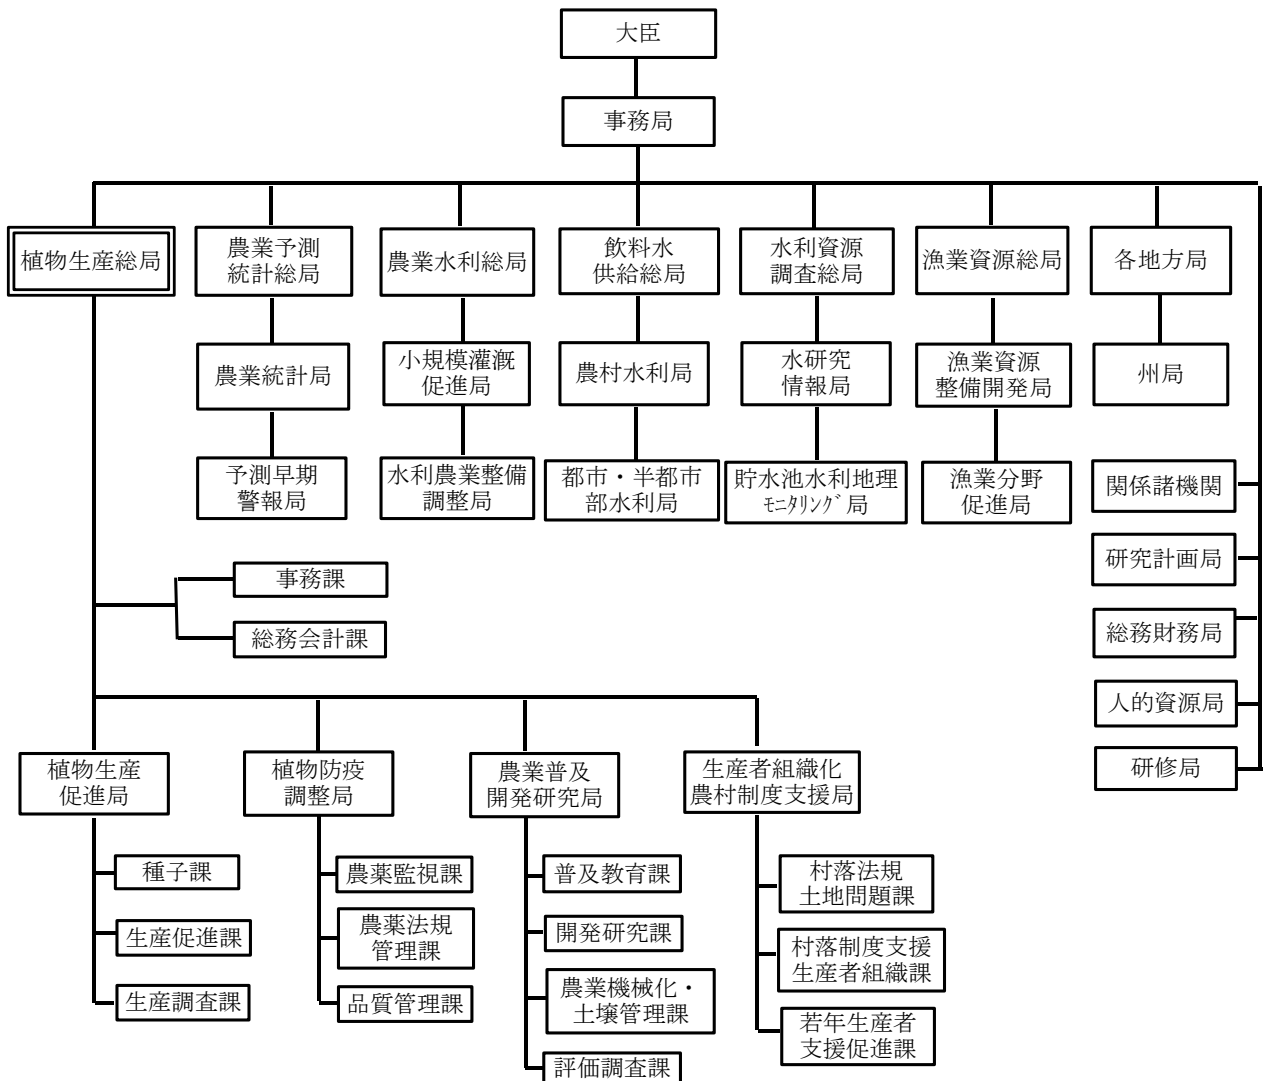 大臣
事務局
植物生産総局
農業予測
統計総局
農業水利総局
飲料水
供給総局
水利資源
調査総局
漁業資源総局
各地方局
農業統計局
小規模灌漑
促進局
農村水利局
水研究
情報局
漁業資源
整備開発局
州局
予測早期
警報局
水利農業整備
調整局
都市・半都市
部水利局
貯水池水利地理
ﾓﾆﾀﾘﾝｸﾞ局
漁業分野
促進局
関係諸機関
研究計画局
総務財務局
人的資源局
研修局
事務課
総務会計課
植物生産
促進局
植物防疫
調整局
農業普及
開発研究局
生産者組織化
農村制度支援局
種子課
生産促進課
生産調査課
農薬監視課
農薬法規
管理課
品質管理課
普及教育課
開発研究課
農業機械化・
土壌管理課
評価調査課
村落法規
土地問題課
村落制度支援
生産者組織課
若年生産者
支援促進課